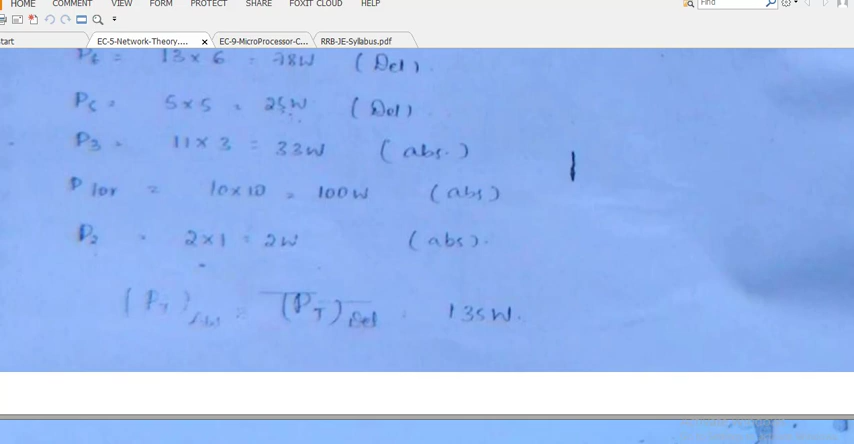 HOME COMMENT VIEW FORM PROTECT SHARE FOXIT CLOUD HELP
Find
tart EC-5-Network-Theory.... × EC-9-MicroProcessor-C... RRB-JE-Syllabus.pdf
P6 = 13 × 6 = 78W (Del).
P5 = 5 × 5 = 25W (Del)
P3 = 11 × 3 = 33W (abs.)
P10V = 10 × 10 = 100W (abs)
P2 = 2 × 1 = 2W (abs).
(PT)Abs = (PT)Del = 135W.